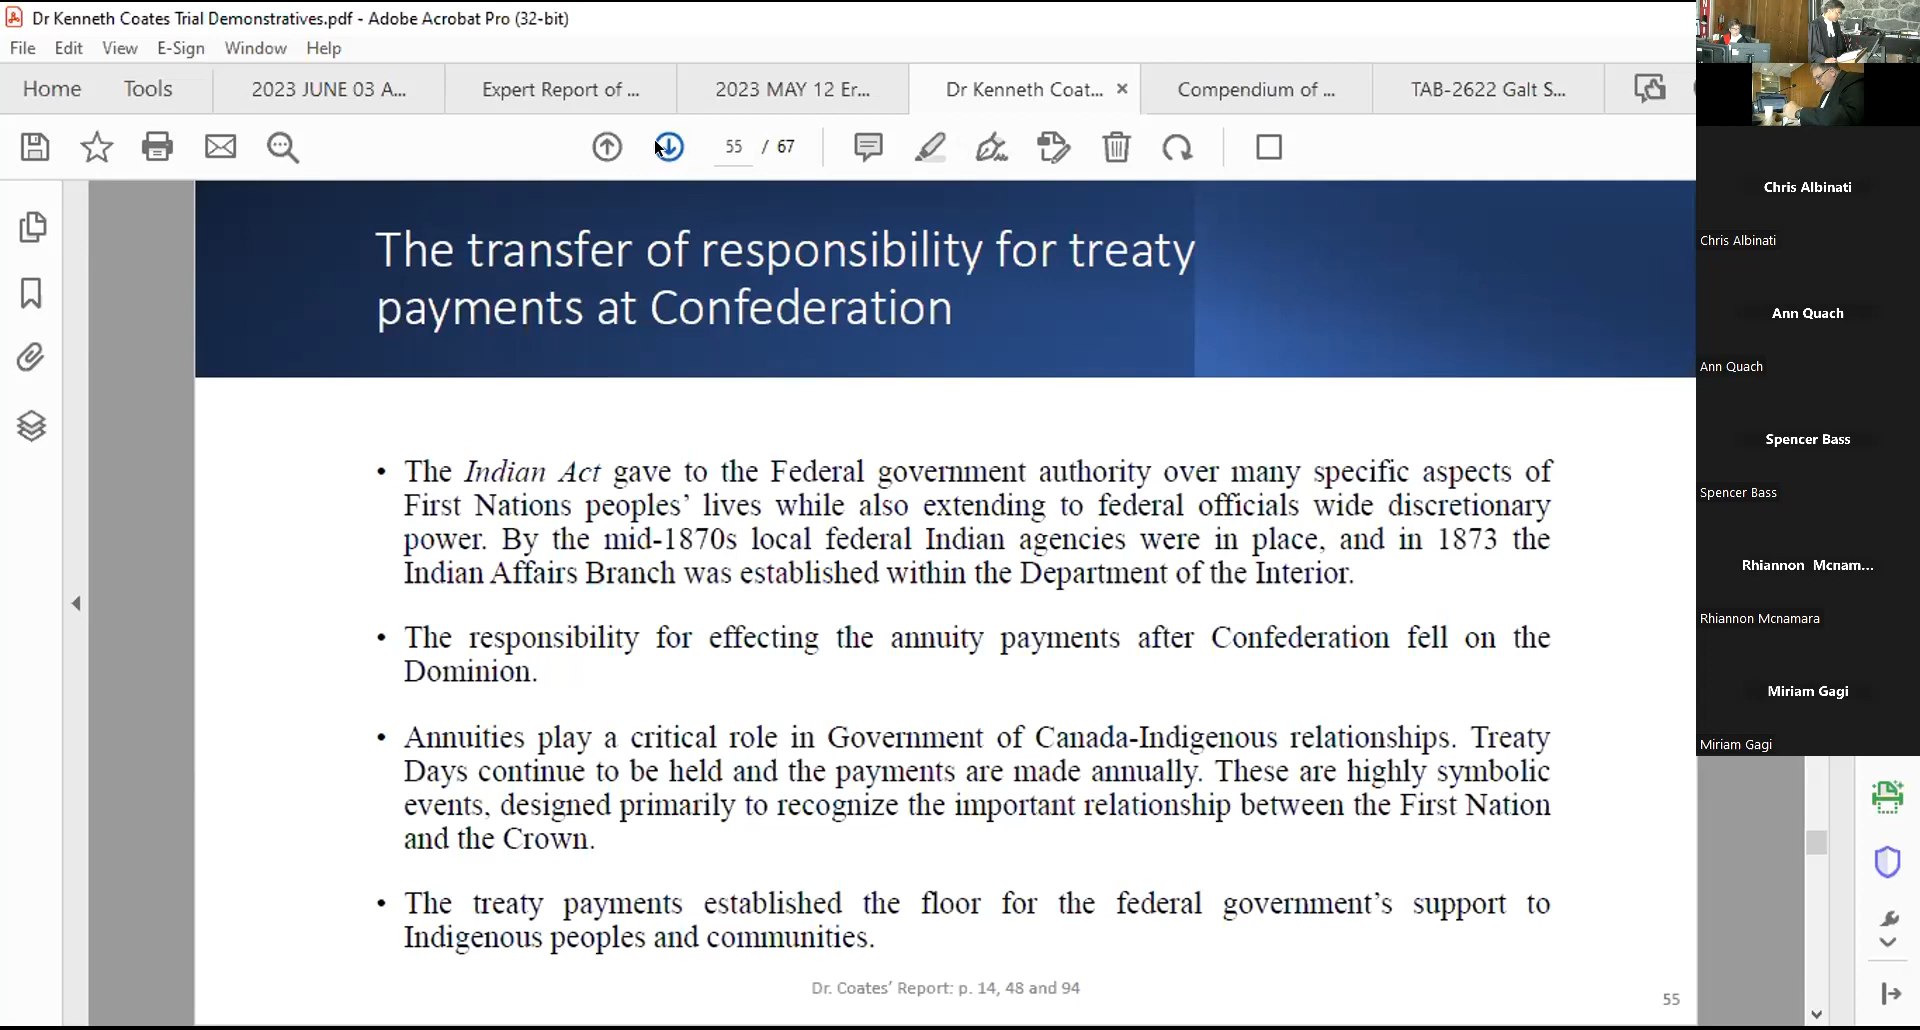 Dr Kenneth Coates Trial Demonstratives.pdf - Adobe Acrobat Pro (32-bit)
File Edit View E-Sign Window Help
Home Tools 2023 JUNE 03 A... Expert Report of ... 2023 MAY 12 Er... Dr Kenneth Coat... × Compendium of ... TAB-2622 Galt S...
55 / 67
The transfer of responsibility for treaty
payments at Confederation
• The Indian Act gave to the Federal government authority over many specific aspects of
First Nations peoples’ lives while also extending to federal officials wide discretionary
power. By the mid-1870s local federal Indian agencies were in place, and in 1873 the
Indian Affairs Branch was established within the Department of the Interior.
• The responsibility for effecting the annuity payments after Confederation fell on the
Dominion.
• Annuities play a critical role in Government of Canada-Indigenous relationships. Treaty
Days continue to be held and the payments are made annually. These are highly symbolic
events, designed primarily to recognize the important relationship between the First Nation
and the Crown.
• The treaty payments established the floor for the federal government’s support to
Indigenous peoples and communities.
Dr. Coates’ Report: p. 14, 48 and 94
55
Chris Albinati
Chris Albinati
Ann Quach
Ann Quach
Spencer Bass
Spencer Bass
Rhiannon Mcnam...
Rhiannon Mcnamara
Miriam Gagi
Miriam Gagi